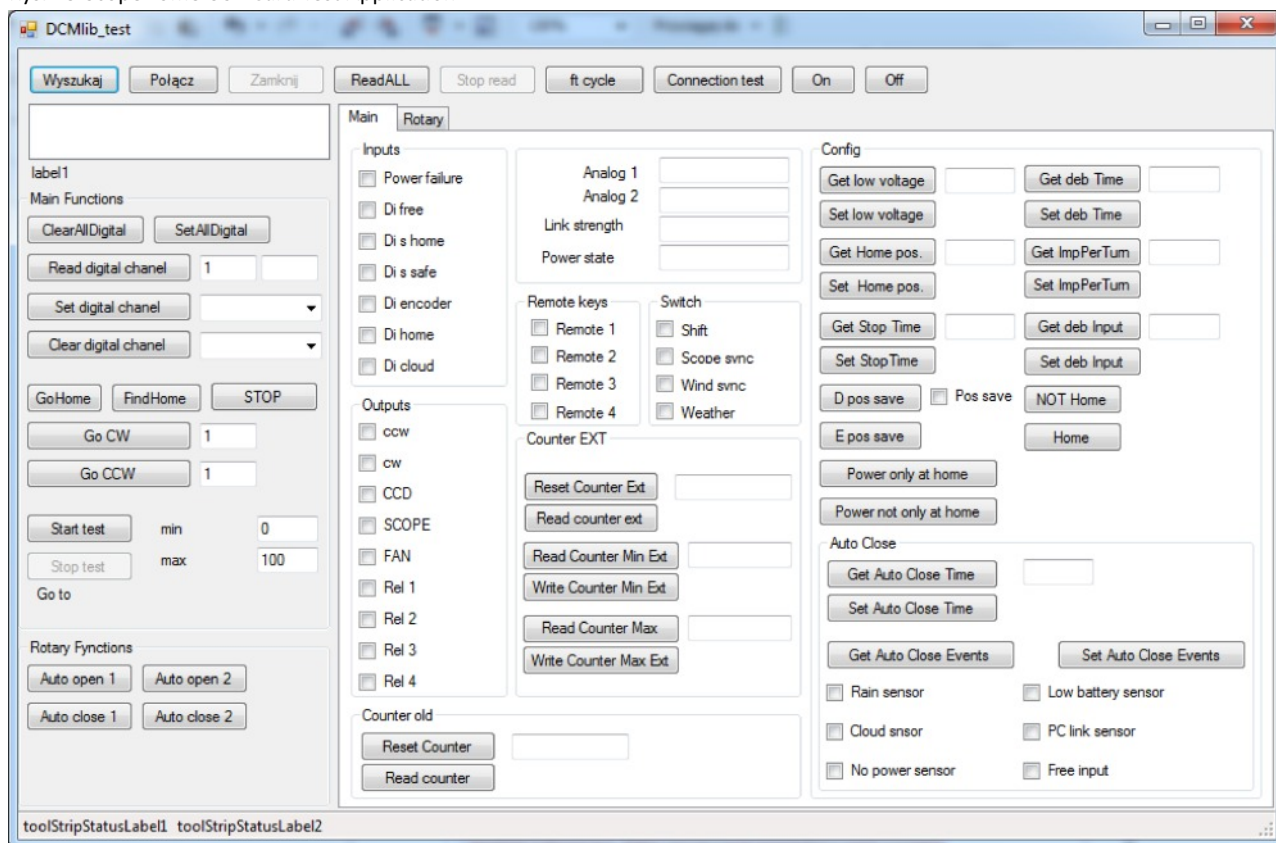 DCMlib_test
Wyszukaj Połącz Zamknij ReadALL Stop read ft cycle Connection test On Off
label1
Main Functions
ClearAllDigital SetAllDigital
Read digital chanel 1
Set digital chanel
Clear digital chanel
GoHome FindHome STOP
Go CW 1
Go CCW 1
Start test min 0
Stop test max 100
Go to
Rotary Fynctions
Auto open 1 Auto open 2
Auto close 1 Auto close 2
Main Rotary
Inputs
Power failure
Di free
Di s home
Di s safe
Di encoder
Di home
Di cloud
Outputs
ccw
cw
CCD
SCOPE
FAN
Rel 1
Rel 2
Rel 3
Rel 4
Counter old
Reset Counter
Read counter
Analog 1
Analog 2
Link strength
Power state
Remote keys
Remote 1
Remote 2
Remote 3
Remote 4
Switch
Shift
Scope sync
Wind sync
Weather
Counter EXT
Reset Counter Ext
Read counter ext
Read Counter Min Ext
Write Counter Min Ext
Read Counter Max
Write Counter Max Ext
Config
Get low voltage Get deb Time
Set low voltage Set deb Time
Get Home pos. Get ImpPerTurn
Set Home pos. Set ImpPerTurn
Get Stop Time Get deb Input
Set StopTime Set deb Input
D pos save Pos save NOT Home
E pos save Home
Power only at home
Power not only at home
Auto Close
Get Auto Close Time
Set Auto Close Time
Get Auto Close Events Set Auto Close Events
Rain sensor Low battery sensor
Cloud snsor PC link sensor
No power sensor Free input
toolStripStatusLabel1 toolStripStatusLabel2